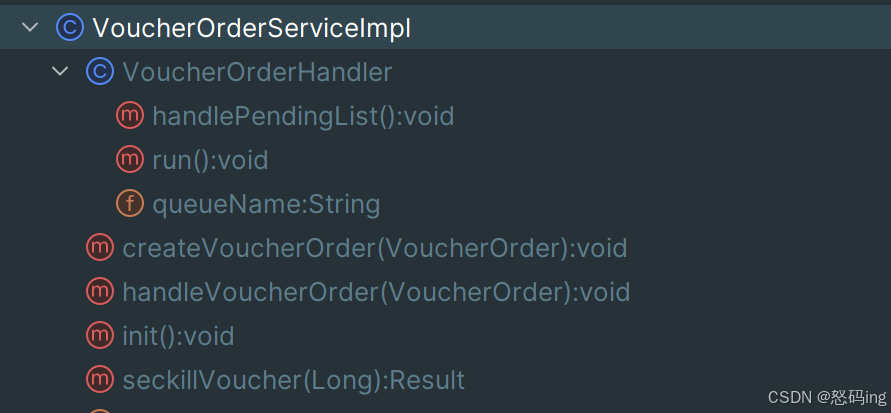 VoucherOrderServiceImpl
VoucherOrderHandler
handlePendingList():void
run():void
queueName:String
createVoucherOrder(VoucherOrder):void
handleVoucherOrder(VoucherOrder):void
init():void
seckillVoucher(Long):Result
CSDN @怒码ing